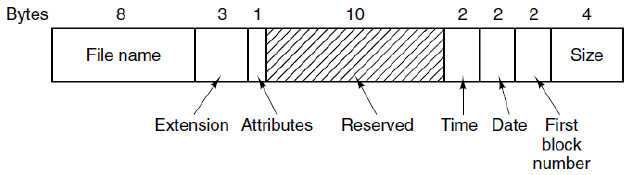 Bytes 8 3 1 10 2 2 2 4
File name Size
Extension Attributes Reserved Time Date First
block
number